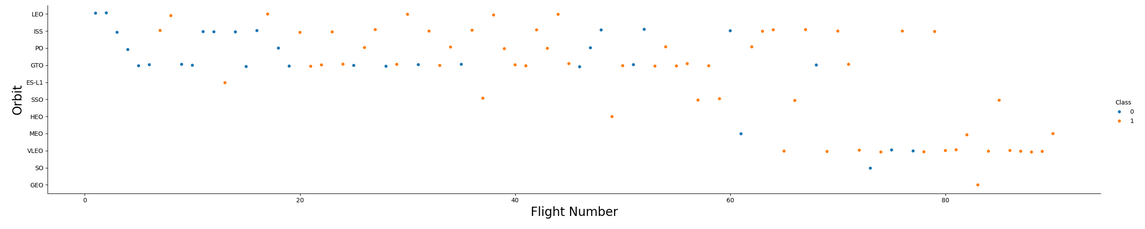 LEO
ISS
PO
GTO
ES-L1
SSO
HEO
MEO
VLEO
SO
GEO
Orbit
0 20 40 60 80
Flight Number
Class
0
1